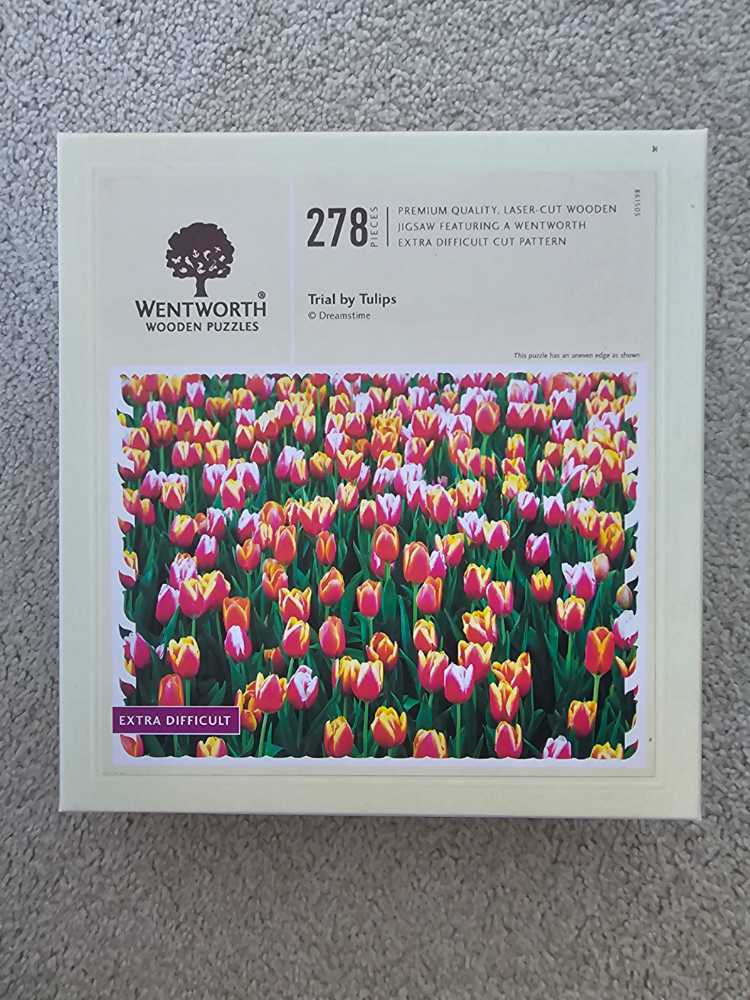 278 PIECES
PREMIUM QUALITY, LASER-CUT WOODEN
JIGSAW FEATURING A WENTWORTH
EXTRA DIFFICULT CUT PATTERN
861505
WENTWORTH®
WOODEN PUZZLES
Trial by Tulips
© Dreamstime
This puzzle has an uneven edge as shown
EXTRA DIFFICULT